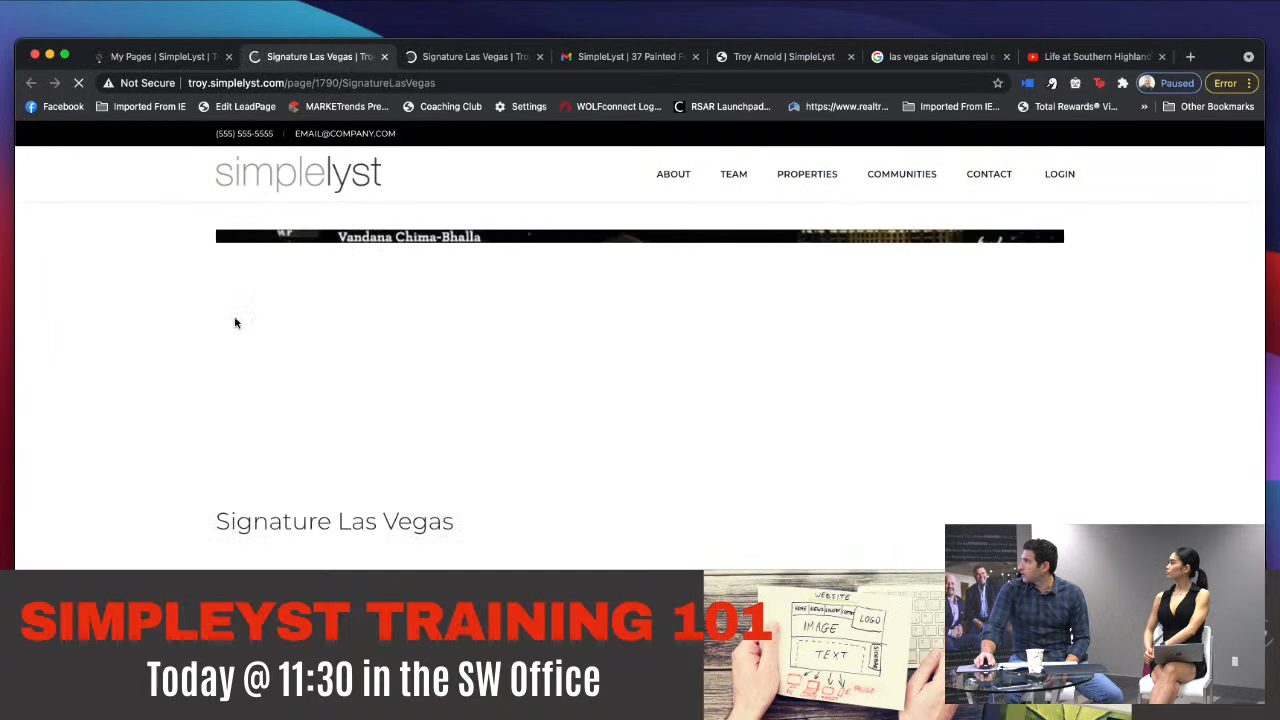 My Pages | SimpleLyst | T
Signature Las Vegas | Tro
Signature Las Vegas | Tro
SimpleLyst | 37 Painted F
Troy Arnold | SimpleLyst
las vegas signature real e
Life at Southern Highland
Not Secure
troy.simplelyst.com/page/1790/SignatureLasVegas
Paused
Error
Facebook
Imported From IE
Edit LeadPage
MARKETrends Pre...
Coaching Club
Settings
WOLFconnect Log...
RSAR Launchpad...
https://www.realtr...
Imported From IE...
Total Rewards® Vi...
»
Other Bookmarks
(555) 555-5555 | EMAIL@COMPANY.COM
simplelyst
ABOUT
TEAM
PROPERTIES
COMMUNITIES
CONTACT
LOGIN
Vandana Chima-Bhalla
Signature Las Vegas
SIMPLEYST TRAINING 101
Today @ 11:30 in the SW Office
WEBSITE
HOME
LOGO
IMAGE
TEXT